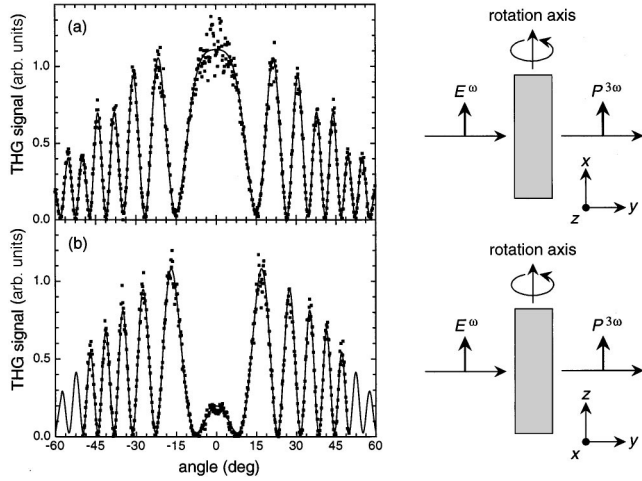 (a)
THG signal (arb. units)
1.0
0.5
0.0
rotation axis
E^ω
P^3ω
x
z
y
(b)
THG signal (arb. units)
1.0
0.5
0.0
-60 -45 -30 -15 0 15 30 45 60
angle (deg)
rotation axis
E^ω
P^3ω
z
x
y